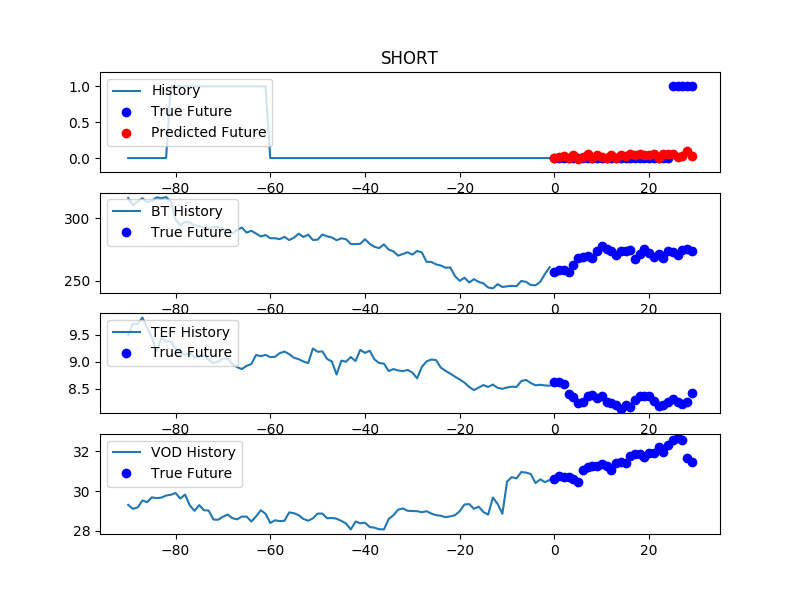 SHORT
1.0
0.5
0.0
History
True Future
Predicted Future
−80 −60 −40 −20 0 20
300
250
BT History
True Future
−80 −60 −40 −20 0 20
9.5
9.0
8.5
TEF History
True Future
−80 −60 −40 −20 0 20
32
30
28
VOD History
True Future
−80 −60 −40 −20 0 20